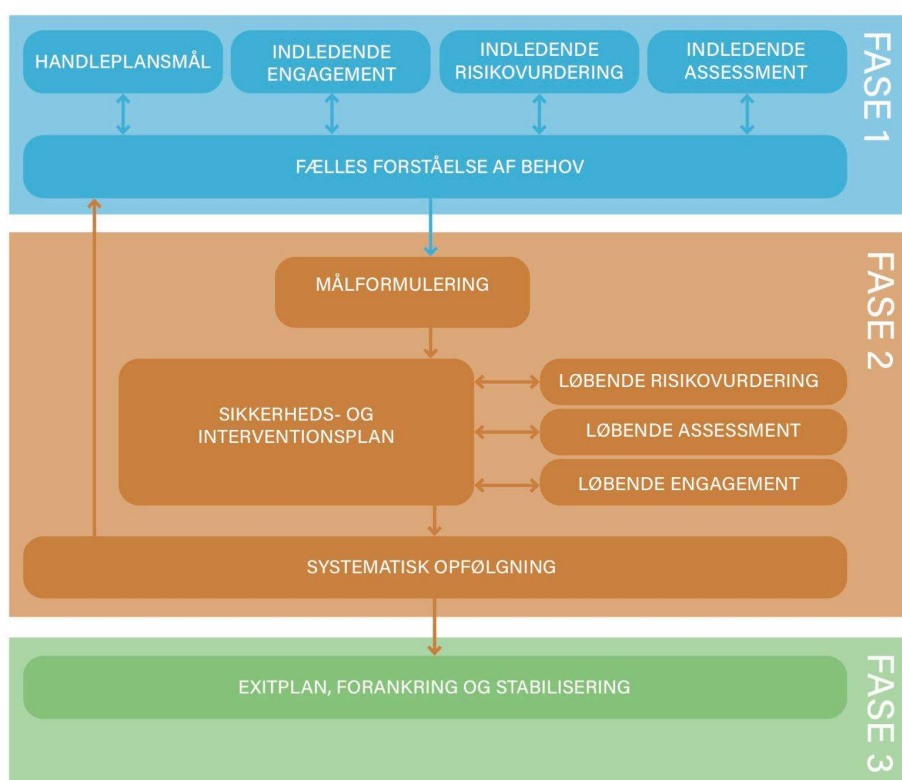 HANDLEPLANSMÅL
INDLEDENDE
ENGAGEMENT
INDLEDENDE
RISIKOVURDERING
INDLEDENDE
ASSESSMENT
FASE 1
FÆLLES FORSTÅELSE AF BEHOV
FASE 2
MÅLFORMULERING
SIKKERHEDS- OG
INTERVENTIONSPLAN
LØBENDE RISIKOVURDERING
LØBENDE ASSESSMENT
LØBENDE ENGAGEMENT
SYSTEMATISK OPFØLGNING
FASE 3
EXITPLAN, FORANKRING OG STABILISERING